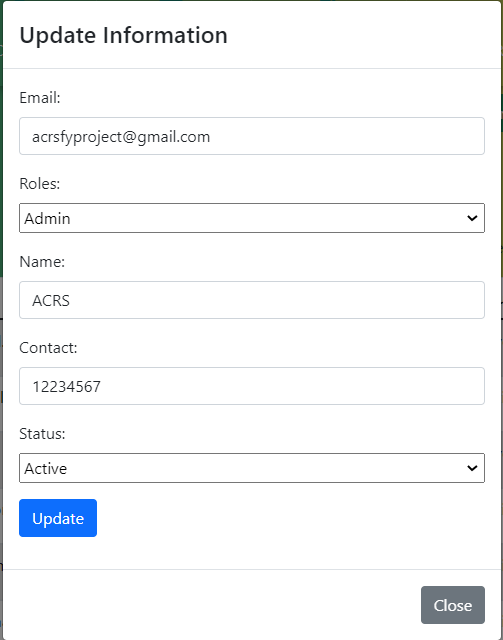 Update Information
Email:
acrsfyproject@gmail.com
Roles:
Admin
Name:
ACRS
Contact:
12234567
Status:
Active
Update
Close